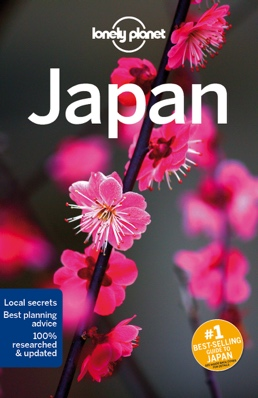 lonely planet
Japan
Local secrets
Best planning
advice
100%
researched
& updated
#1
BEST-SELLING
GUIDE TO
JAPAN